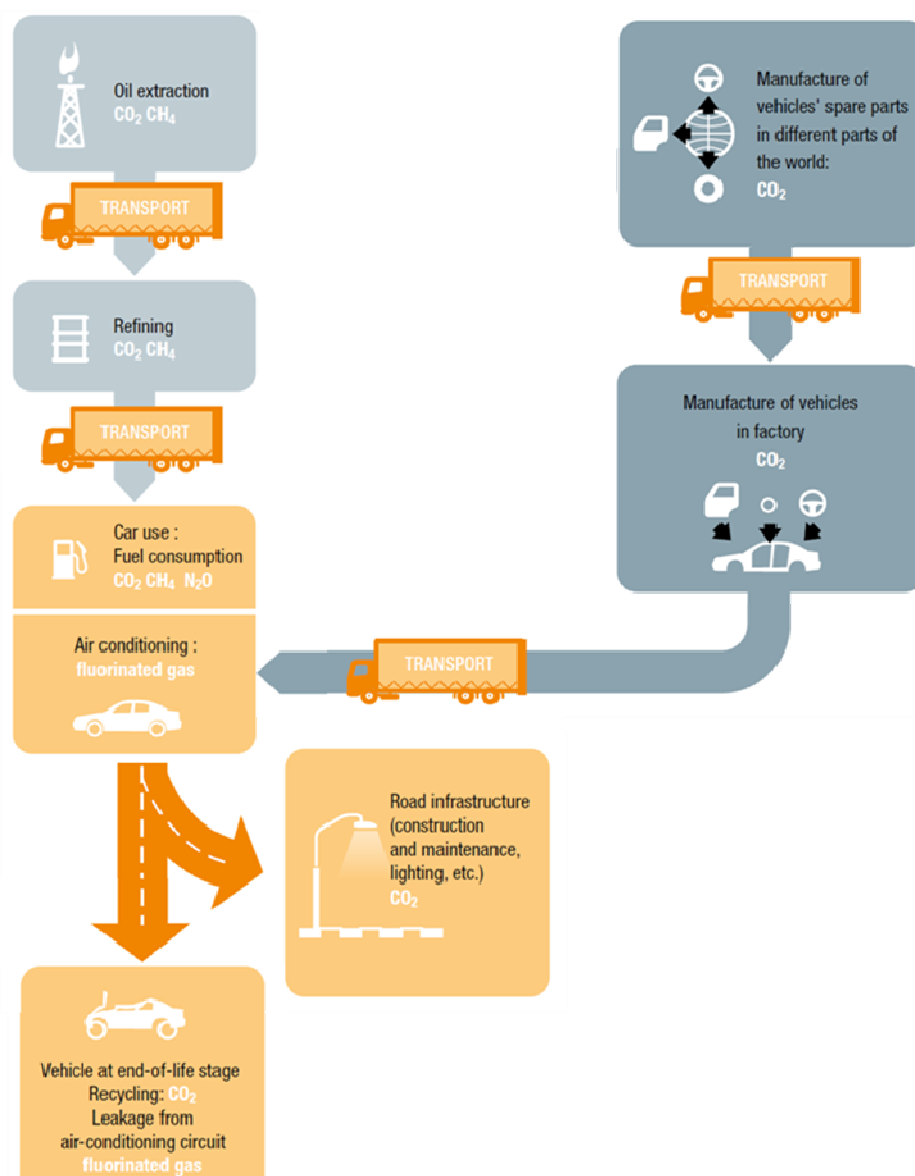 Oil extraction
CO₂ CH₄
TRANSPORT
Refining
CO₂ CH₄
TRANSPORT
Car use :
Fuel consumption
CO₂ CH₄ N₂O
Air conditioning :
fluorinated gas
Manufacture of
vehicles' spare parts
in different parts of
the world:
CO₂
TRANSPORT
Manufacture of vehicles
in factory
CO₂
TRANSPORT
Road infrastructure
(construction
and maintenance,
lighting, etc.)
CO₂
Vehicle at end-of-life stage
Recycling: CO₂
Leakage from
air-conditioning circuit
fluorinated gas